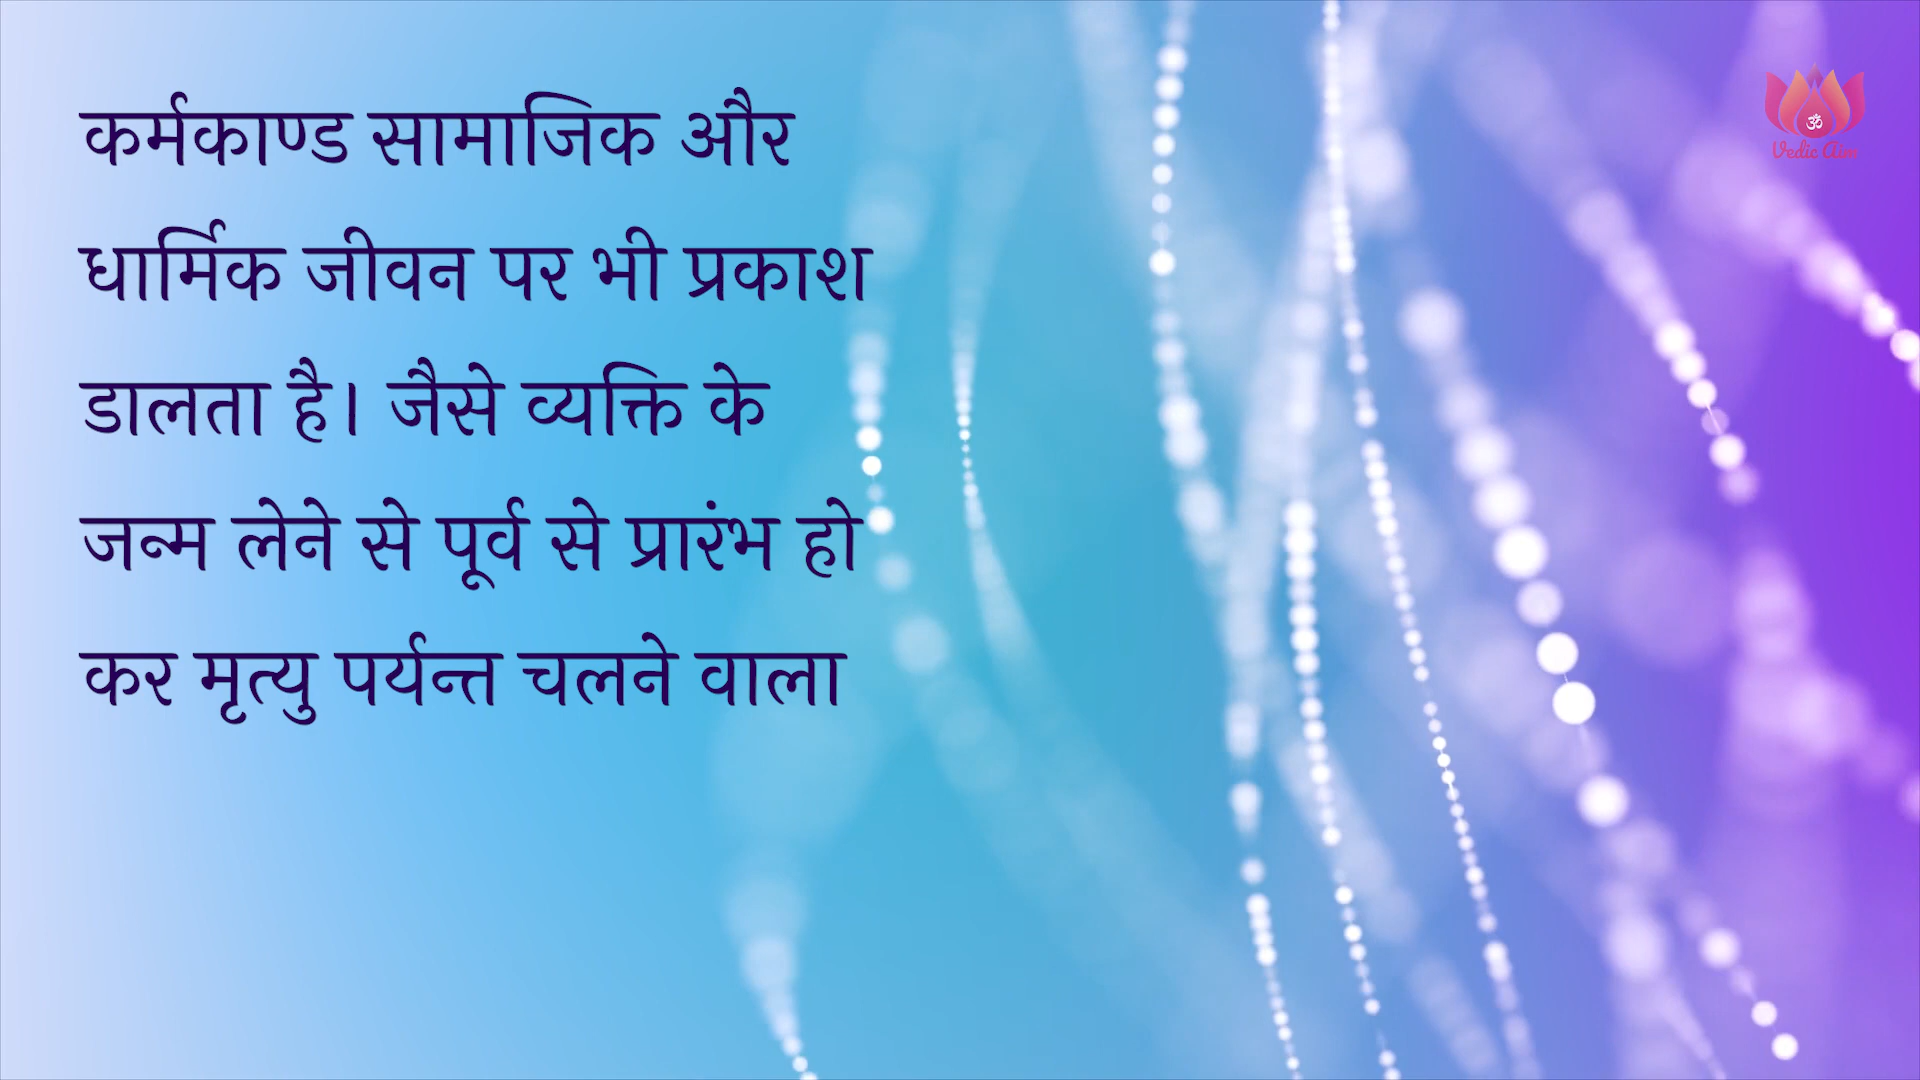 कर्मकाण्ड सामाजिक और
धार्मिक जीवन पर भी प्रकाश
डालता है। जैसे व्यक्ति के
जन्म लेने से पूर्व से प्रारंभ हो
कर मृत्यु पर्यन्त चलने वाला
ॐ
Vedic Aim